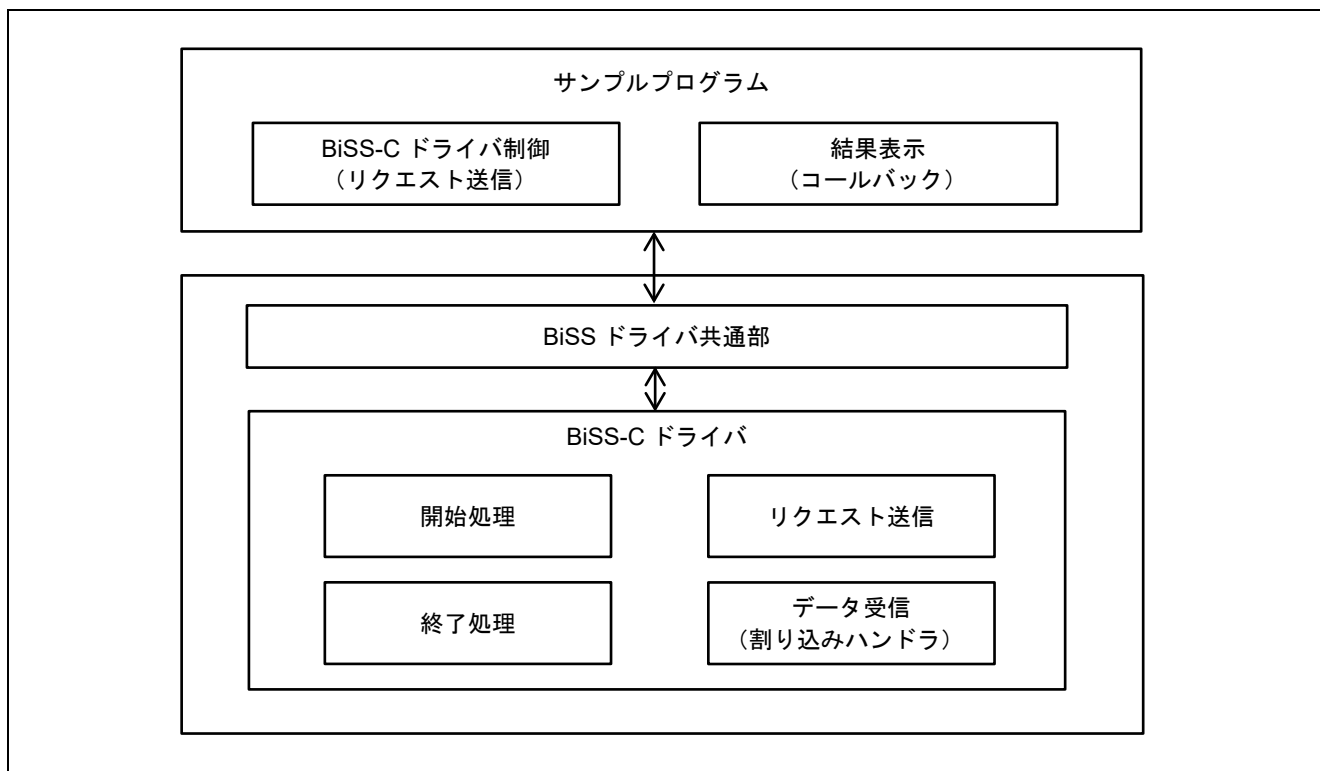 サンプルプログラム
BiSS-C ドライバ制御
（リクエスト送信）
結果表示
（コールバック）
BiSS ドライバ共通部
BiSS-C ドライバ
開始処理
リクエスト送信
終了処理
データ受信
（割り込みハンドラ）